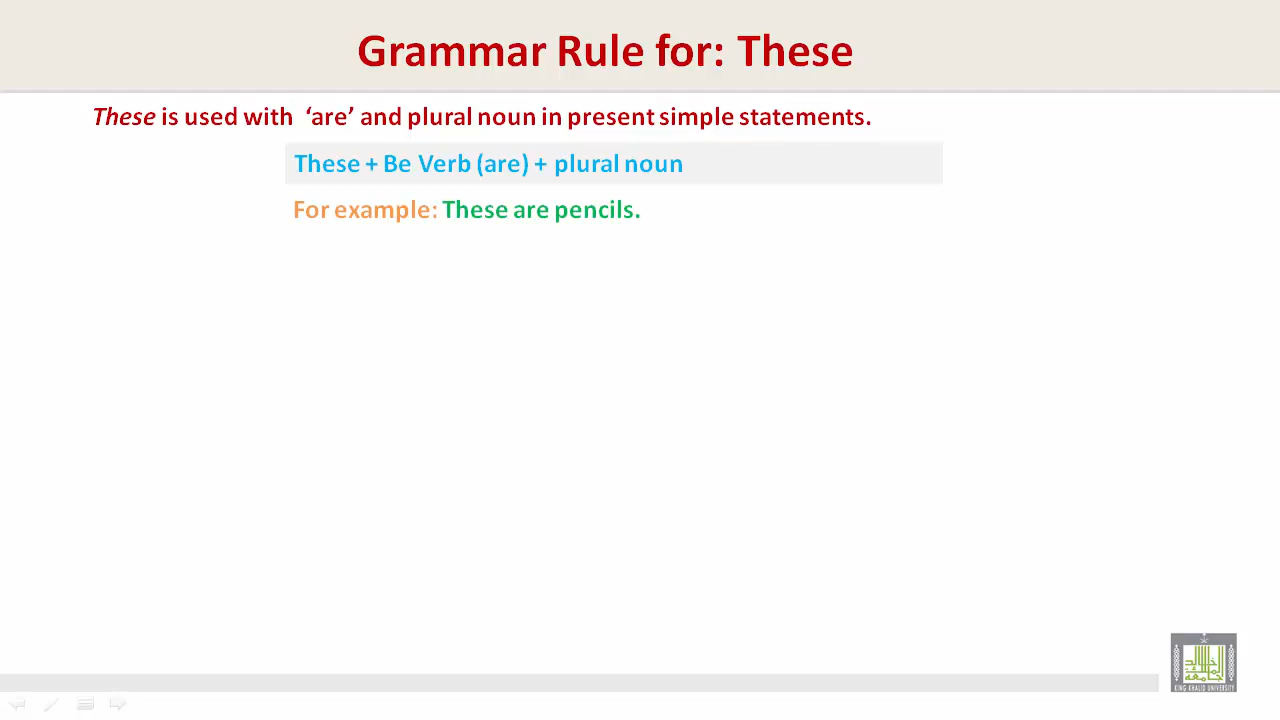 Grammar Rule for: These
These is used with ‘are’ and plural noun in present simple statements.
These + Be Verb (are) + plural noun
For example: These are pencils.
KING KHALID UNIVERSITY